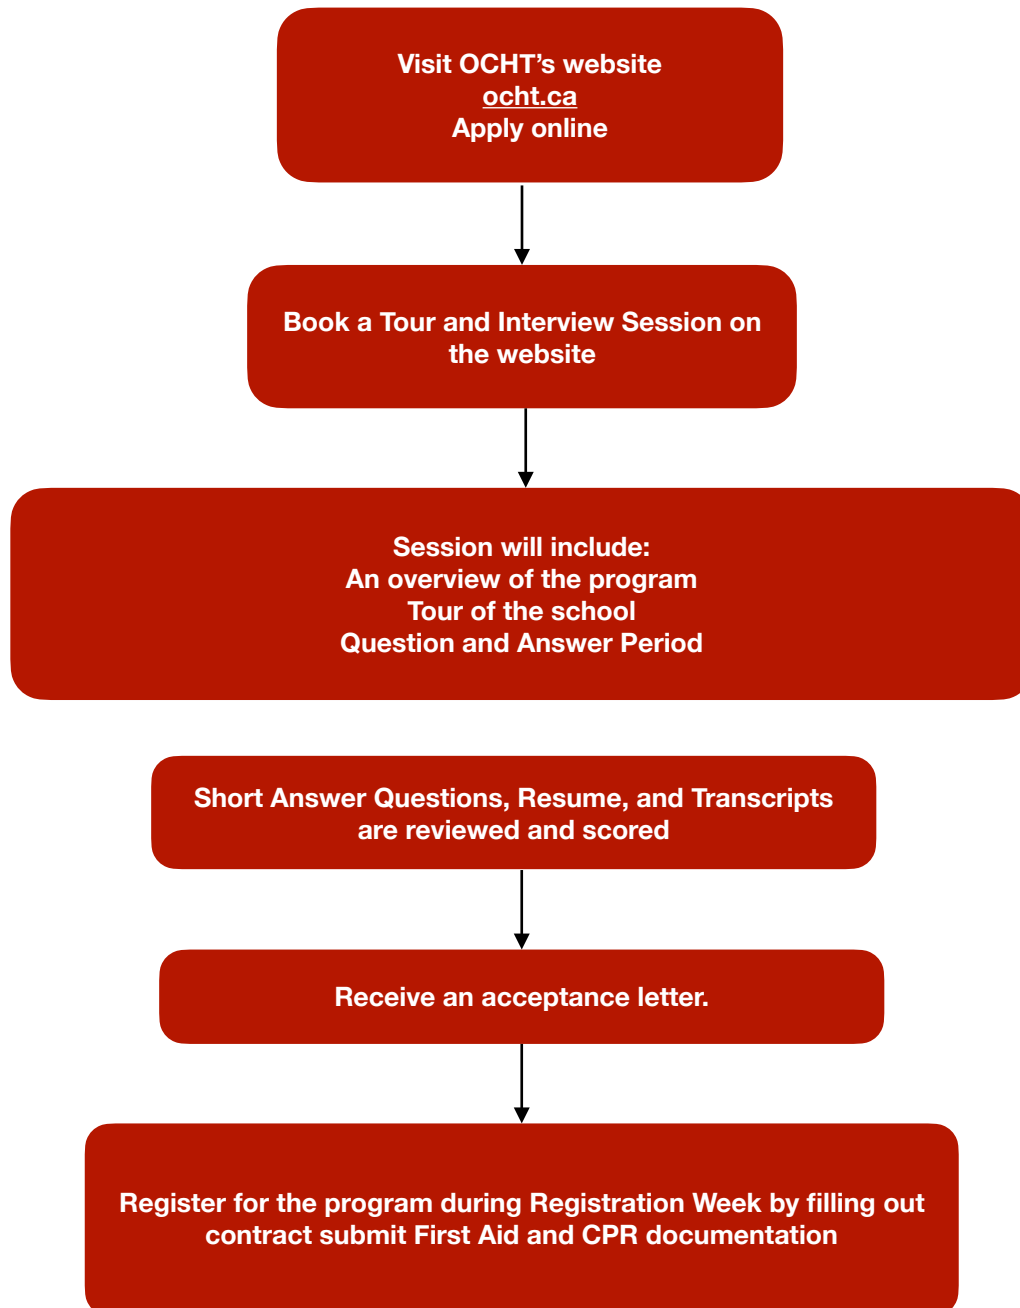 Visit OCHT’s website
ocht.ca
Apply online
Book a Tour and Interview Session on
the website
Session will include:
An overview of the program
Tour of the school
Question and Answer Period
Short Answer Questions, Resume, and Transcripts
are reviewed and scored
Receive an acceptance letter.
Register for the program during Registration Week by filling out
contract submit First Aid and CPR documentation